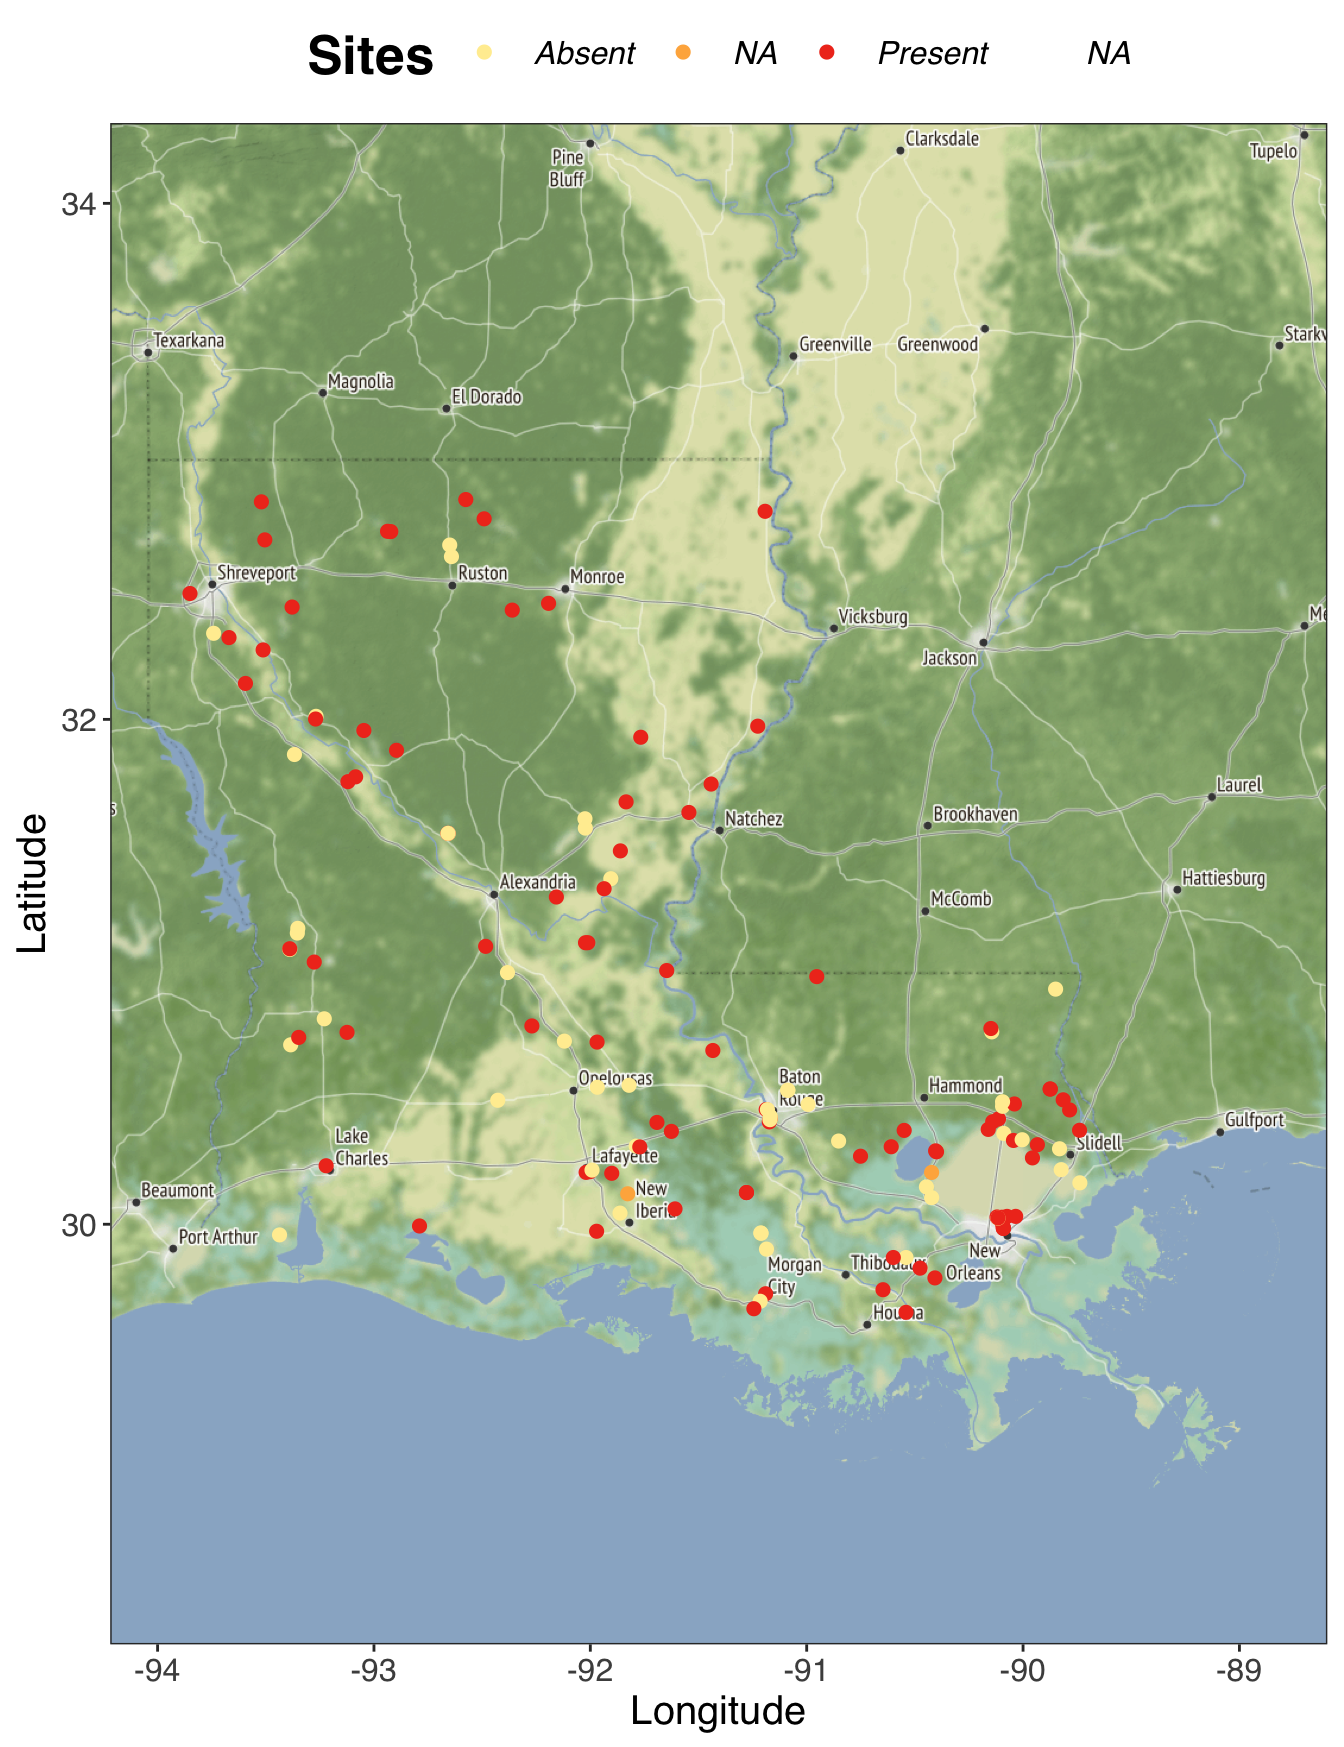 Sites Absent NA Present NA
Clarksdale
Tupelo
Pine
Bluff
34
Texarkana
Greenville
Greenwood
Starkv
Magnolia
El Dorado
Shreveport
Ruston
Monroe
Vicksburg
Me
Jackson
32
Laurel
s
Natchez
Brookhaven
Alexandria
Hattiesburg
McComb
Latitude
Opelousas
Baton
Rouge
Hammond
Gulfport
Lake
Charles
Slidell
Lafayette
Beaumont
New
Iberia
30
Port Arthur
New
Orleans
Morgan
City
Thibodaux
Houma
-94 -93 -92 -91 -90 -89
Longitude